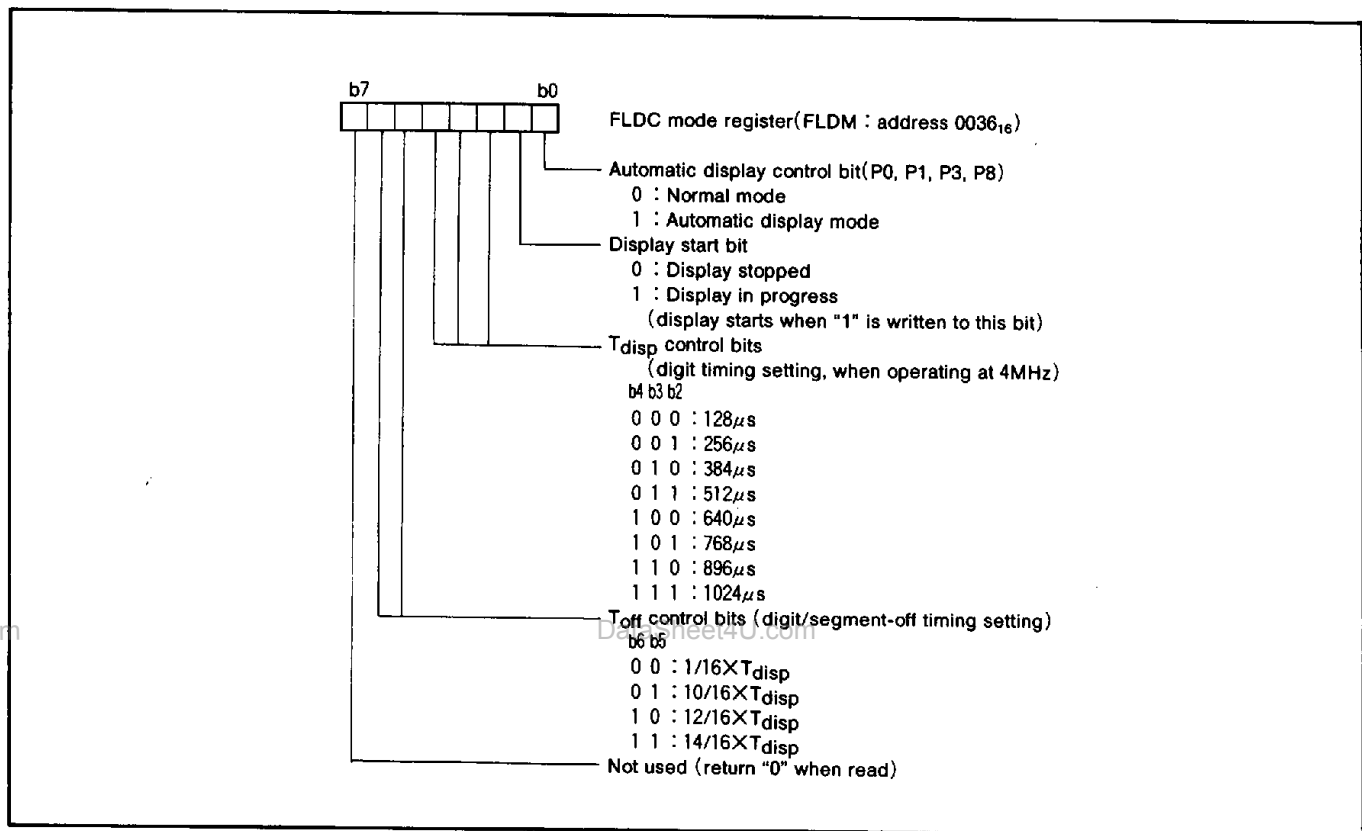 b7 b0
FLDC mode register(FLDM : address 0036₁₆)
Automatic display control bit(P0, P1, P3, P8)
0 : Normal mode
1 : Automatic display mode
Display start bit
0 : Display stopped
1 : Display in progress
(display starts when "1" is written to this bit)
Tdisp control bits
(digit timing setting, when operating at 4MHz)
b4 b3 b2
0 0 0 : 128μs
0 0 1 : 256μs
0 1 0 : 384μs
0 1 1 : 512μs
1 0 0 : 640μs
1 0 1 : 768μs
1 1 0 : 896μs
1 1 1 : 1024μs
Toff control bits (digit/segment-off timing setting)
m DataSheet4U.com
b6 b5
0 0 : 1/16×Tdisp
0 1 : 10/16×Tdisp
1 0 : 12/16×Tdisp
1 1 : 14/16×Tdisp
Not used (return "0" when read)